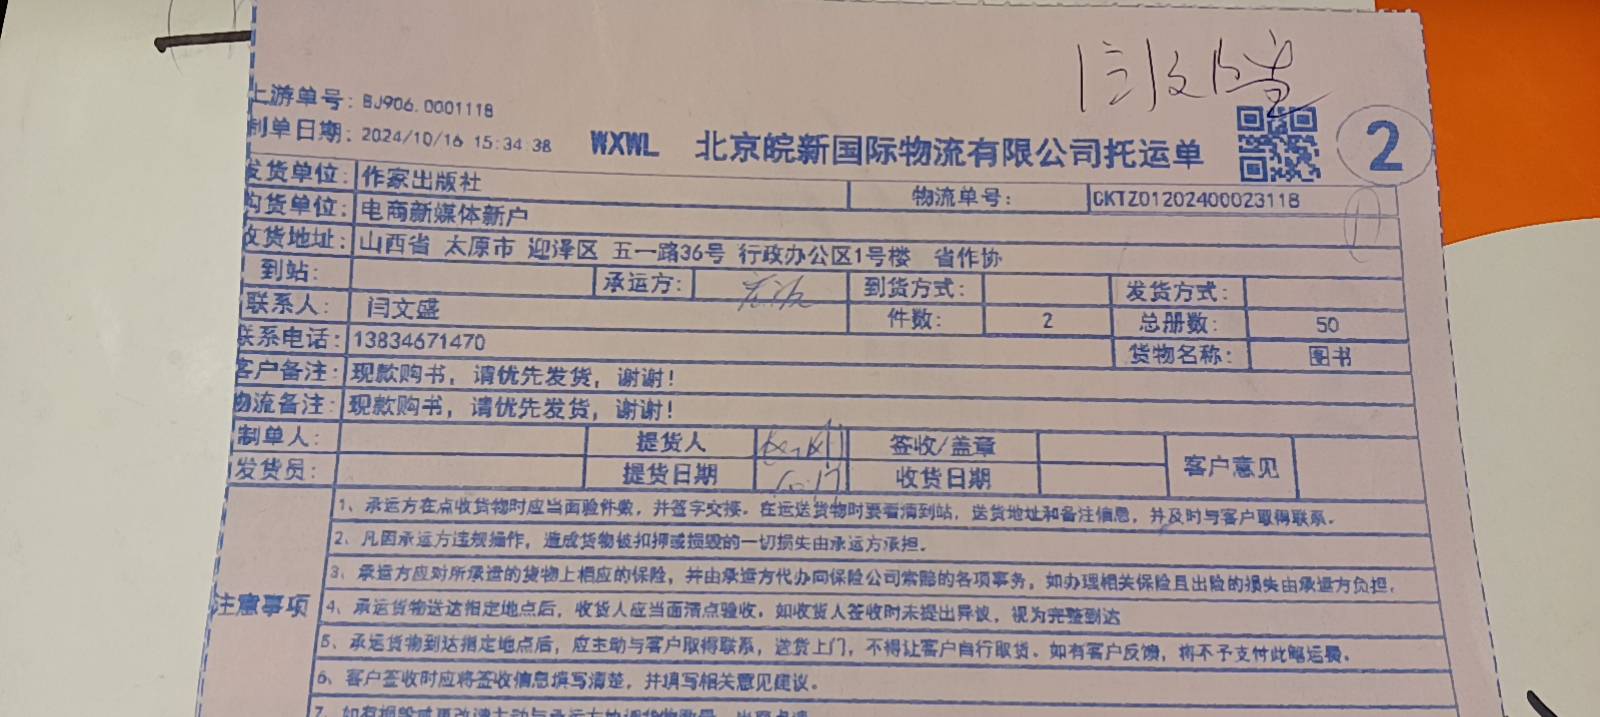 闫文盛
上游单号: BJ906.0001118
制单日期: 2024/10/16 15:34:38
WXWL 北京皖新国际物流有限公司托运单 2
发货单位: 作家出版社 物流单号: CKTZ01202400023118
购货单位: 电商新媒体新户
收货地址: 山西省 太原市 迎泽区 五一路36号 行政办公区1号楼 省作协
到站: 承运方: 到货方式: 发货方式:
联系人: 闫文盛 件数: 2 总册数: 50
联系电话: 13834671470 货物名称: 图书
客户备注: 现款购书，请优先发货，谢谢！
物流备注: 现款购书，请优先发货，谢谢！
制单人: 提货人 签收/盖章 客户意见
发货员: 提货日期 10.17 收货日期
注意事项
1、承运方在点收货物时应当面验件数，并签字交接。在运送货物时要看清到站，送货地址和备注信息，并及时与客户取得联系。
2、凡因承运方违规操作，造成货物被扣押或损毁的一切损失由承运方承担。
3、承运方应对所承运的货物上相应的保险，并由承运方代办向保险公司索赔的各项事务，如办理相关保险且出险的损失由承运方负担。
4、承运货物送达指定地点后，收货人应当面清点验收。如收货人签收时未提出异议，视为完整到达
5、承运货物到达指定地点后，应主动与客户取得联系，送货上门，不得让客户自行取货。如有客户反馈，将不予支付此笔运费。
6、客户签收时应将签收信息填写清楚，并填写相关意见建议。